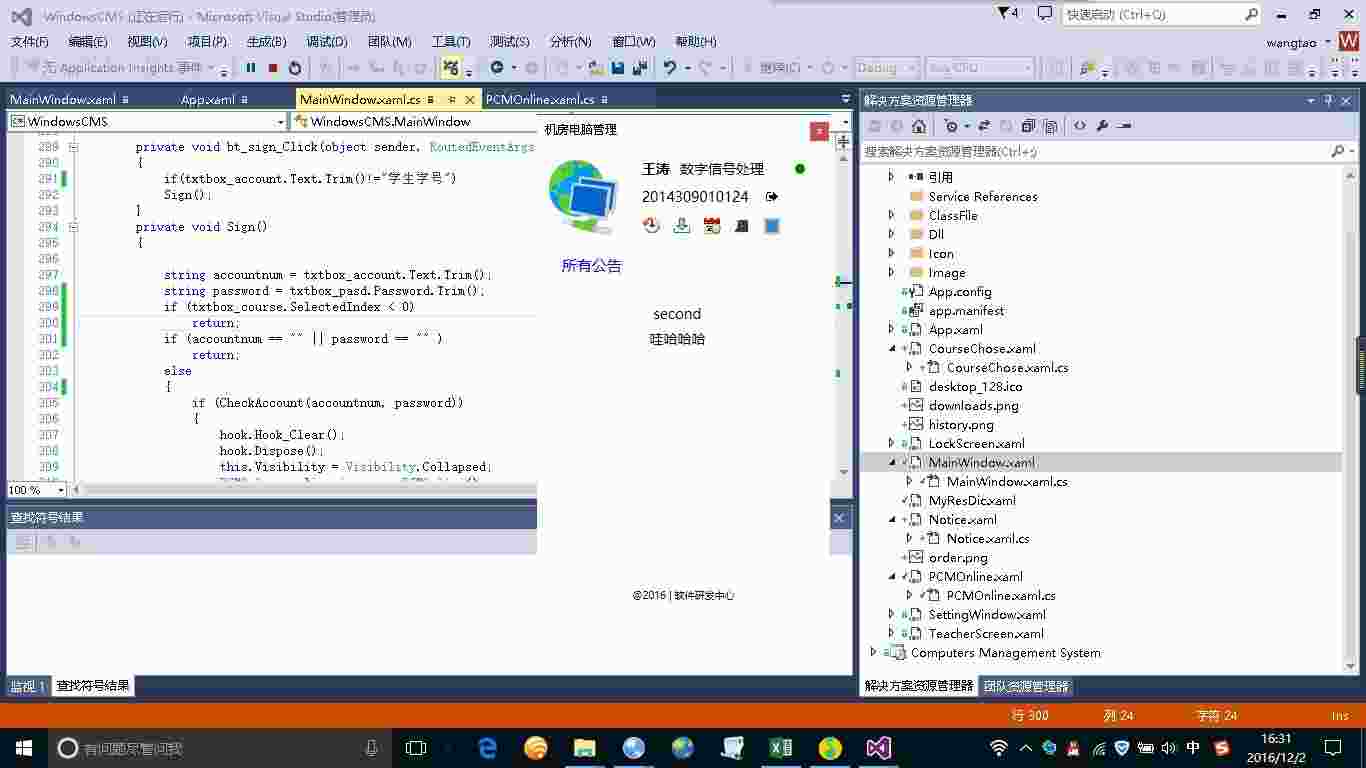 WindowsCMS (正在运行) - Microsoft Visual Studio(管理员)
4
快速启动 (Ctrl+Q)
文件(F) 编辑(E) 视图(V) 项目(P) 生成(B) 调试(D) 团队(M) 工具(T) 测试(S) 分析(N) 窗口(W) 帮助(H)
wangtao W
无 Application Insights 事件
继续(C) Debug Any CPU
MainWindow.xaml App.xaml MainWindow.xaml.cs PCMOnline.xaml.cs
WindowsCMS WindowsCMS.MainWindow
289 private void bt_sign_Click(object sender, RoutedEventArgs
290 {
291 if(txtbox_account.Text.Trim()!="学生学号")
292 Sign();
293 }
294 private void Sign()
295 {
296
297 string accountnum = txtbox_account.Text.Trim();
298 string password = txtbox_pasd.Password.Trim();
299 if (txtbox_course.SelectedIndex < 0)
300 return;
301 if (accountnum == "" || password == "" )
302 return;
303 else
304 {
305 if (CheckAccount(accountnum, password))
306 {
307 hook.Hook_Clear();
308 hook.Dispose();
309 this.Visibility = Visibility.Collapsed;
100 %
查找符号结果
监视 1 查找符号结果
机房电脑管理
王涛 数字信号处理
2014309010124
所有公告
second
哇哈哈哈
@2016 | 软件研发中心
解决方案资源管理器
搜索解决方案资源管理器(Ctrl+;)
引用
Service References
ClassFile
Dll
Icon
Image
App.config
app.manifest
App.xaml
CourseChose.xaml
CourseChose.xaml.cs
desktop_128.ico
downloads.png
history.png
LockScreen.xaml
MainWindow.xaml
MainWindow.xaml.cs
MyResDic.xaml
Notice.xaml
Notice.xaml.cs
order.png
PCMOnline.xaml
PCMOnline.xaml.cs
SettingWindow.xaml
TeacherScreen.xaml
Computers Management System
解决方案资源管理器 团队资源管理器
行 300 列 24 字符 24 Ins
有问题尽管问我
中
16:31
2016/12/2